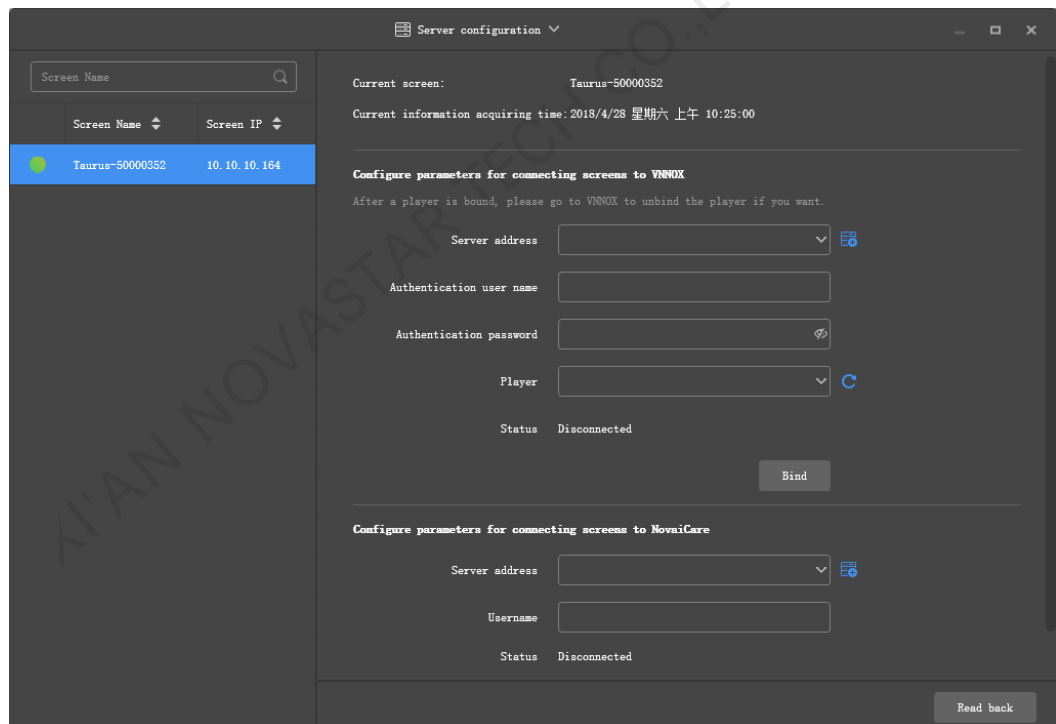 Server configuration
Screen Name
Screen Name Screen IP
Taurus-50000352 10.10.10.164
Current screen: Taurus-50000352
Current information acquiring time: 2018/4/28 星期六 上午 10:25:00
Configure parameters for connecting screens to VNNOX
After a player is bound, please go to VNNOX to unbind the player if you want.
Server address
Authentication user name
Authentication password
Player
Status Disconnected
Bind
Configure parameters for connecting screens to NovaiCare
Server address
Username
Status Disconnected
Read back
XI'AN NOVASTAR TECH CO.,L